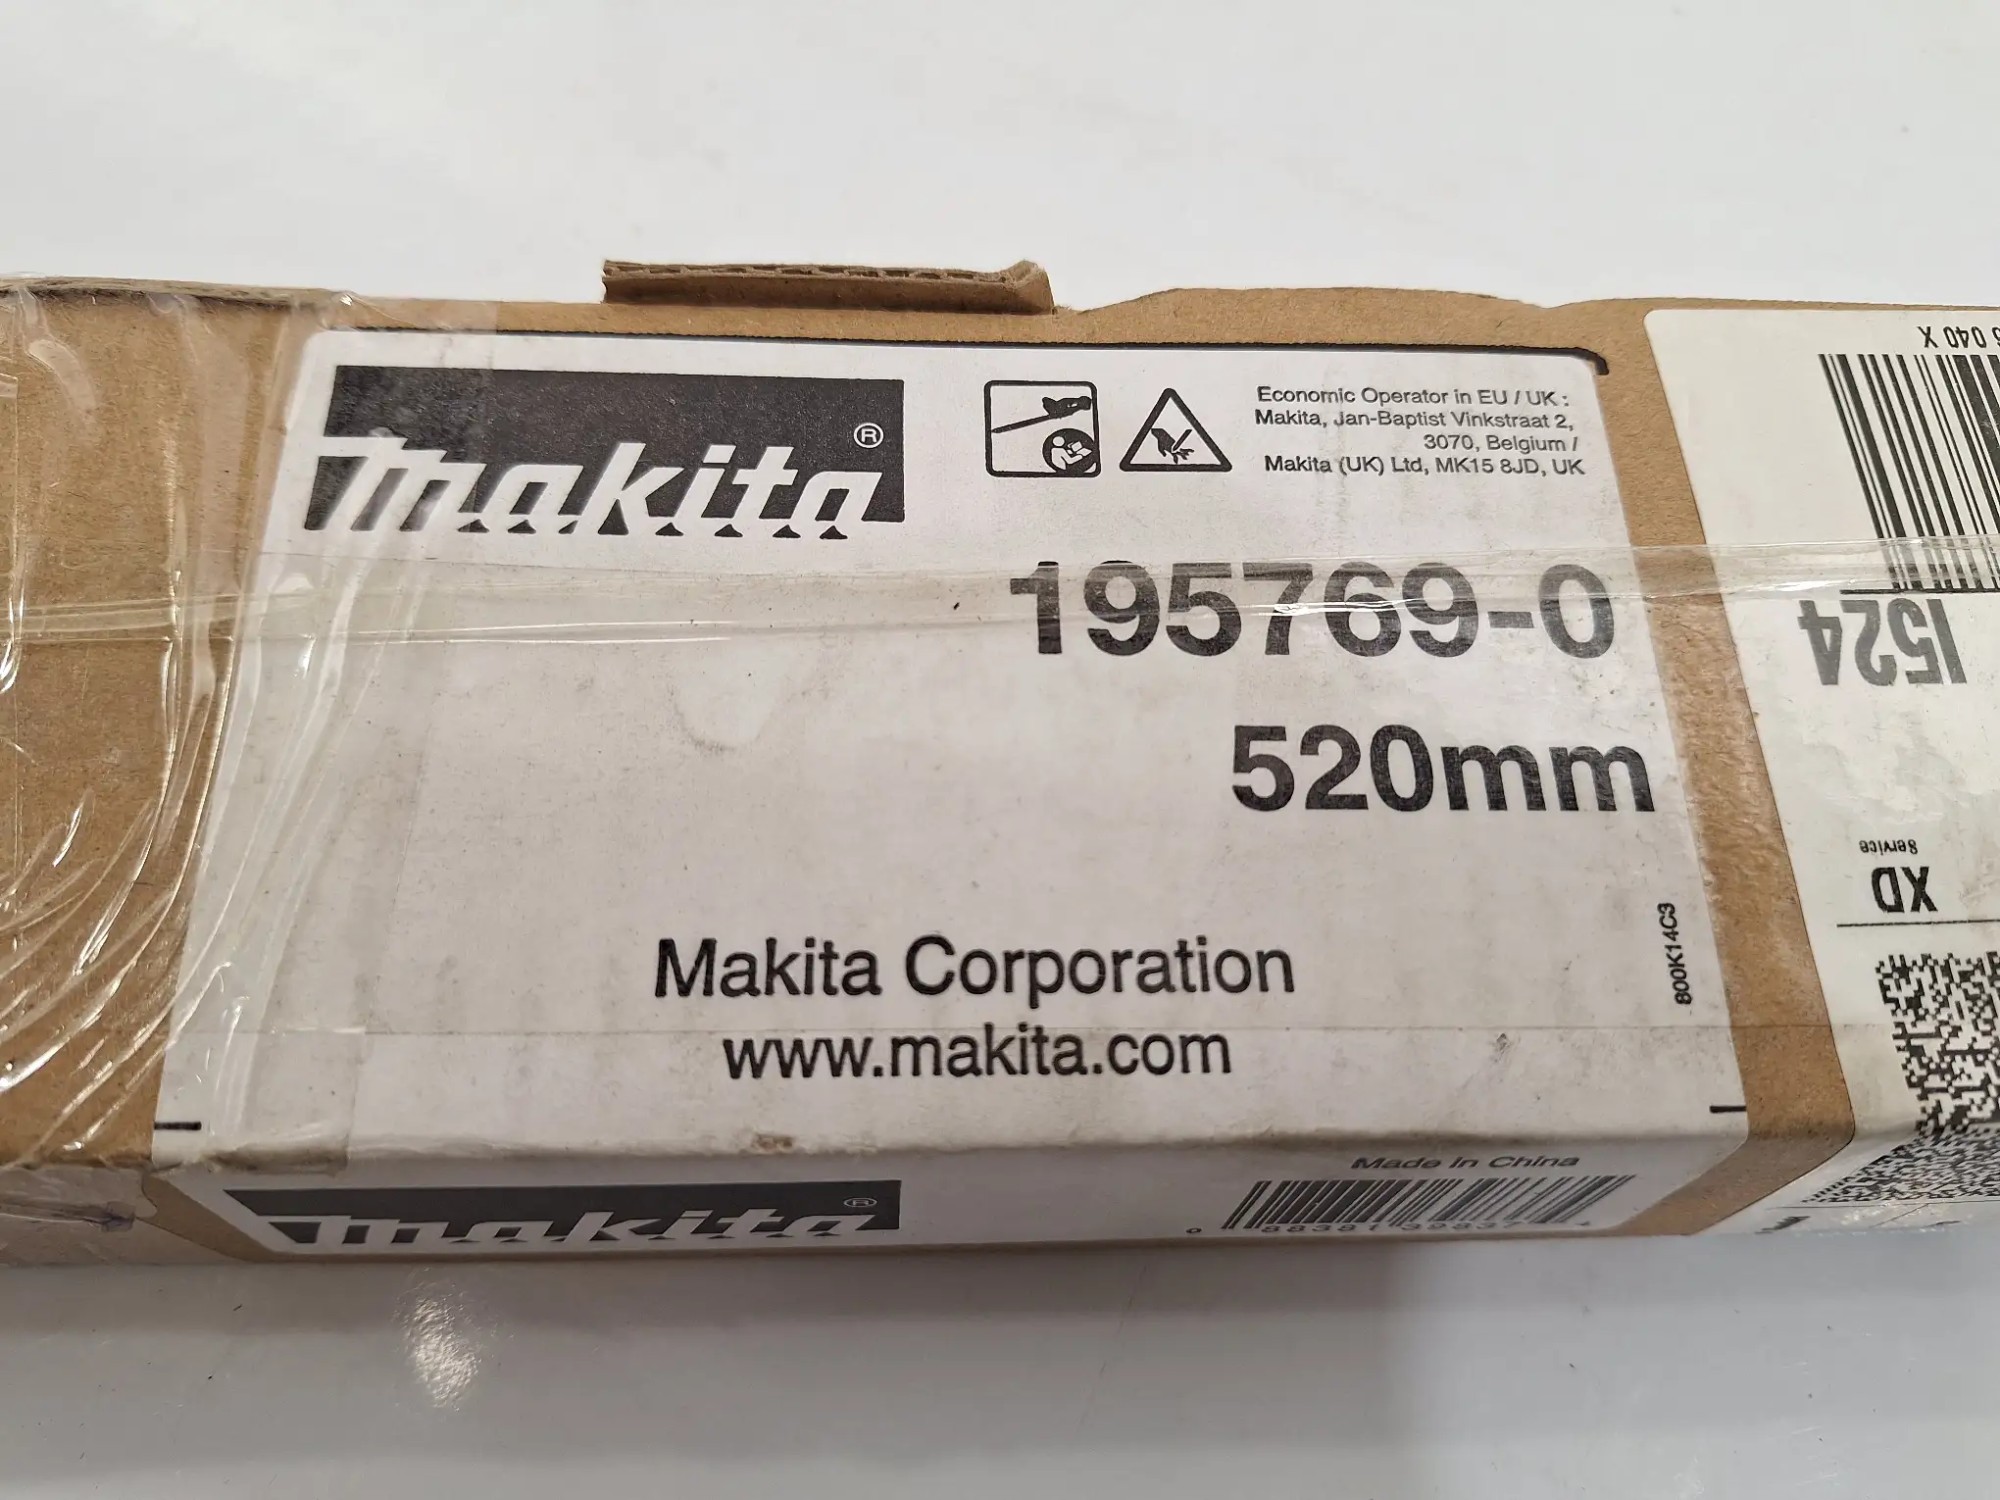 makita®
Economic Operator in EU / UK :
Makita, Jan-Baptist Vinkstraat 2,
3070, Belgium /
Makita (UK) Ltd, MK15 8JD, UK
195769-0
520mm
Makita Corporation
www.makita.com
800K14C3
makita®
Made in China
040 X
1524
Service
XD